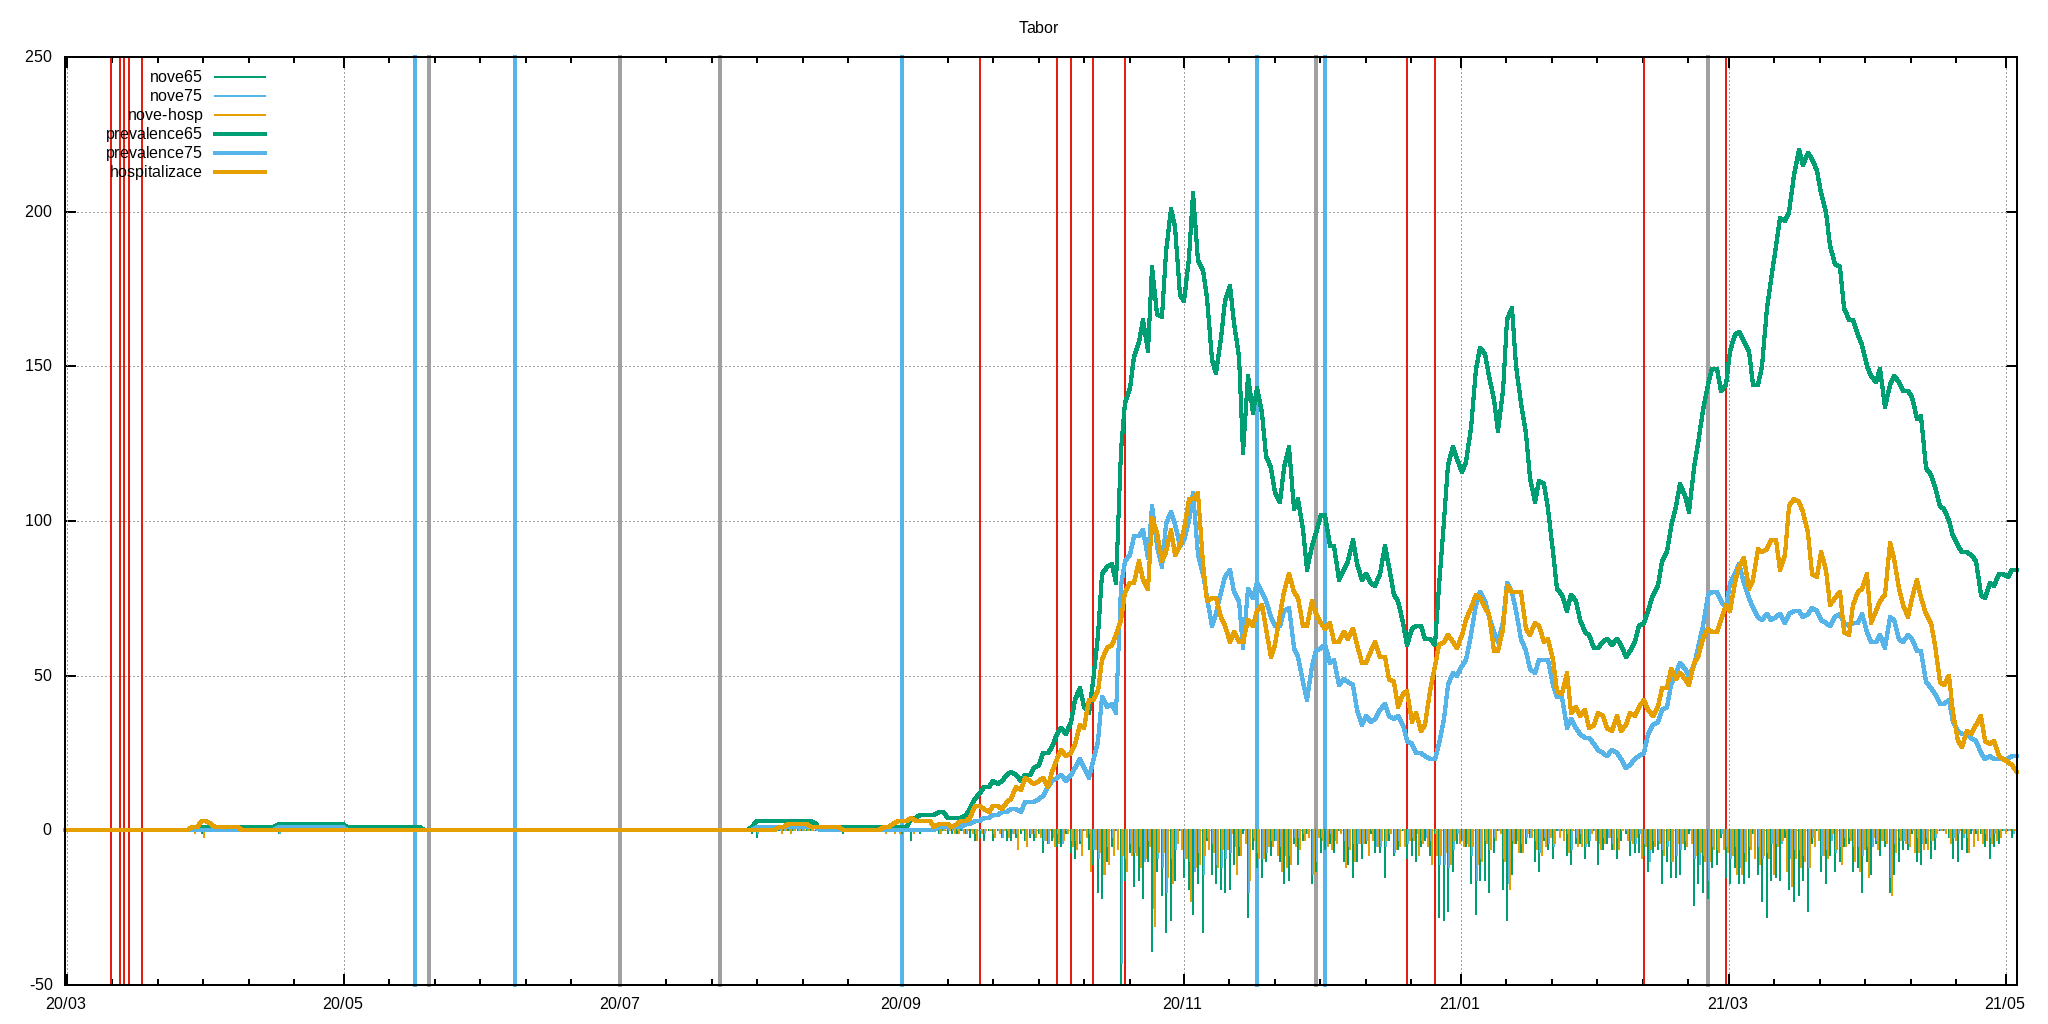 Tabor
250
200
150
100
50
0
-50
nove65
nove75
nove-hosp
prevalence65
prevalence75
hospitalizace
20/03 20/05 20/07 20/09 20/11 21/01 21/03 21/05